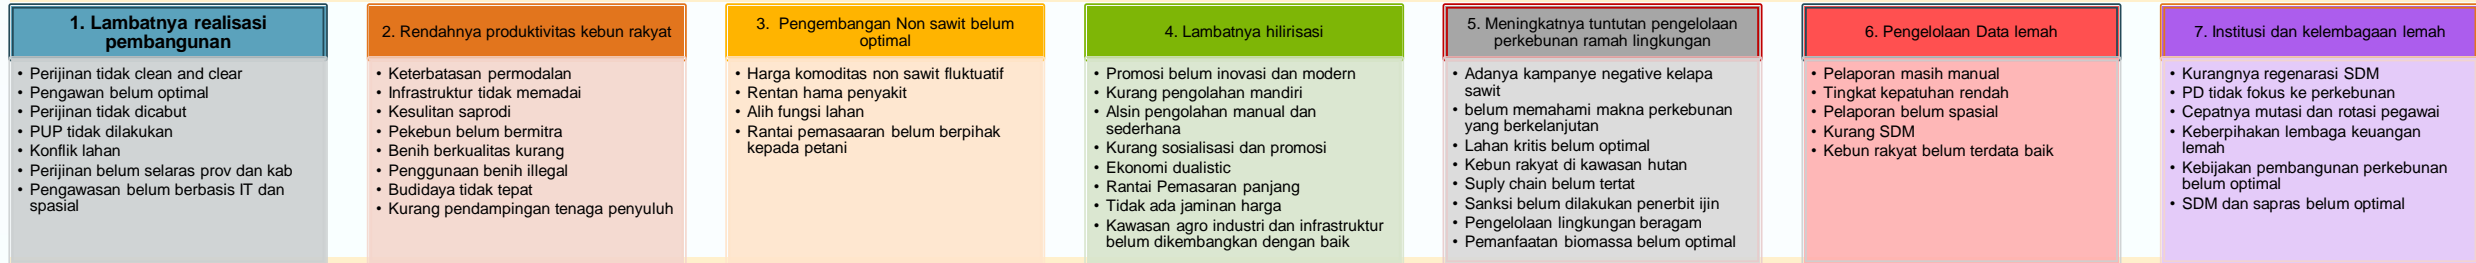 1. Lambatnya realisasi
pembangunan
• Perijinan tidak clean and clear
• Pengawan belum optimal
• Perijinan tidak dicabut
• PUP tidak dilakukan
• Konflik lahan
• Perijinan belum selaras prov dan kab
• Pengawasan belum berbasis IT dan
spasial
2. Rendahnya produktivitas kebun rakyat
• Keterbatasan permodalan
• Infrastruktur tidak memadai
• Kesulitan saprodi
• Pekebun belum bermitra
• Benih berkualitas kurang
• Penggunaan benih illegal
• Budidaya tidak tepat
• Kurang pendampingan tenaga penyuluh
3. Pengembangan Non sawit belum
optimal
• Harga komoditas non sawit fluktuatif
• Rentan hama penyakit
• Alih fungsi lahan
• Rantai pemasaaran belum berpihak
kepada petani
4. Lambatnya hilirisasi
• Promosi belum inovasi dan modern
• Kurang pengolahan mandiri
• Alsin pengolahan manual dan
sederhana
• Kurang sosialisasi dan promosi
• Ekonomi dualistic
• Rantai Pemasaran panjang
• Tidak ada jaminan harga
• Kawasan agro industri dan infrastruktur
belum dikembangkan dengan baik
5. Meningkatnya tuntutan pengelolaan
perkebunan ramah lingkungan
• Adanya kampanye negative kelapa
sawit
• belum memahami makna perkebunan
yang berkelanjutan
• Lahan kritis belum optimal
• Kebun rakyat di kawasan hutan
• Suply chain belum tertat
• Sanksi belum dilakukan penerbit ijin
• Pengelolaan lingkungan beragam
• Pemanfaatan biomassa belum optimal
6. Pengelolaan Data lemah
• Pelaporan masih manual
• Tingkat kepatuhan rendah
• Pelaporan belum spasial
• Kurang SDM
• Kebun rakyat belum terdata baik
7. Institusi dan kelembagaan lemah
• Kurangnya regenarasi SDM
• PD tidak fokus ke perkebunan
• Cepatnya mutasi dan rotasi pegawai
• Keberpihakan lembaga keuangan
lemah
• Kebijakan pembangunan perkebunan
belum optimal
• SDM dan sapras belum optimal